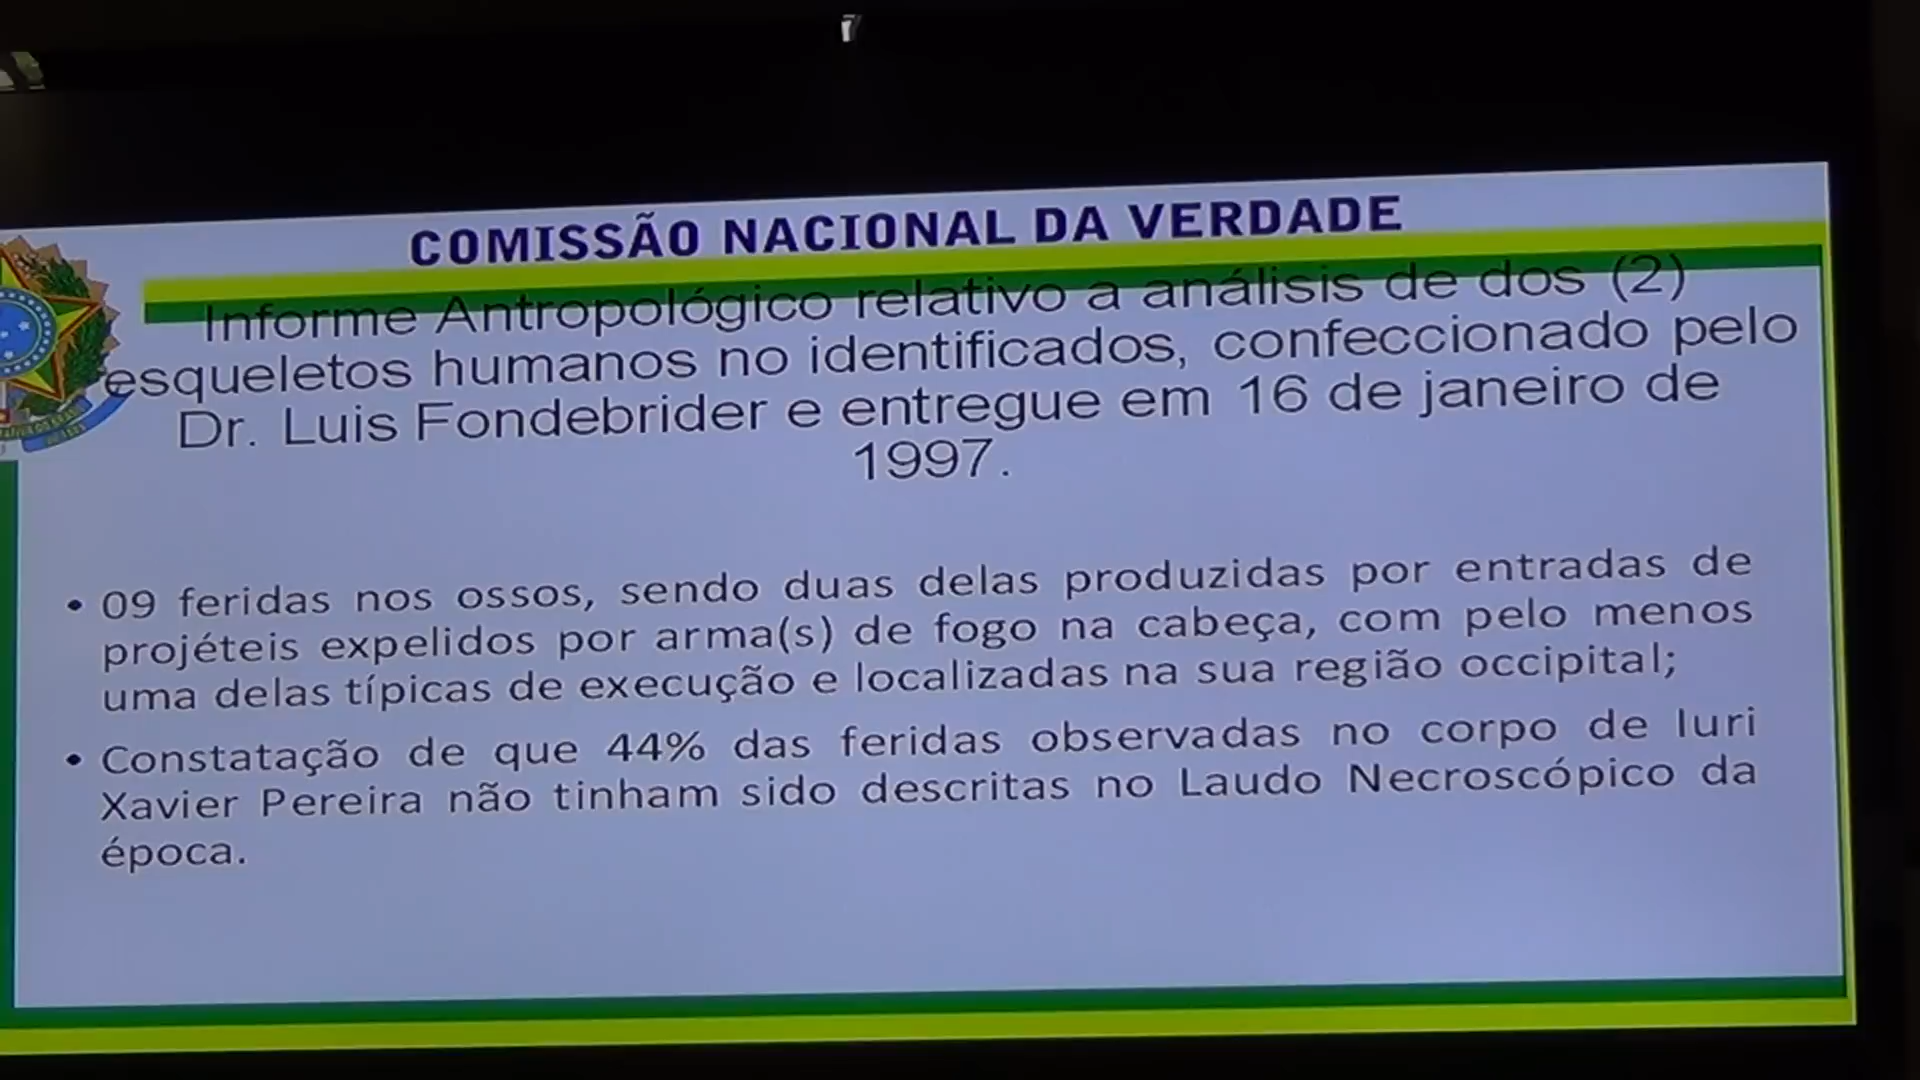 COMISSÃO NACIONAL DA VERDADE
Informe Antropológico relativo a análisis de dos (2)
esqueletos humanos no identificados, confeccionado pelo
Dr. Luis Fondebrider e entregue em 16 de janeiro de
1997.
• 09 feridas nos ossos, sendo duas delas produzidas por entradas de
projéteis expelidos por arma(s) de fogo na cabeça, com pelo menos
uma delas típicas de execução e localizadas na sua região occipital;
• Constatação de que 44% das feridas observadas no corpo de Iuri
Xavier Pereira não tinham sido descritas no Laudo Necroscópico da
época.